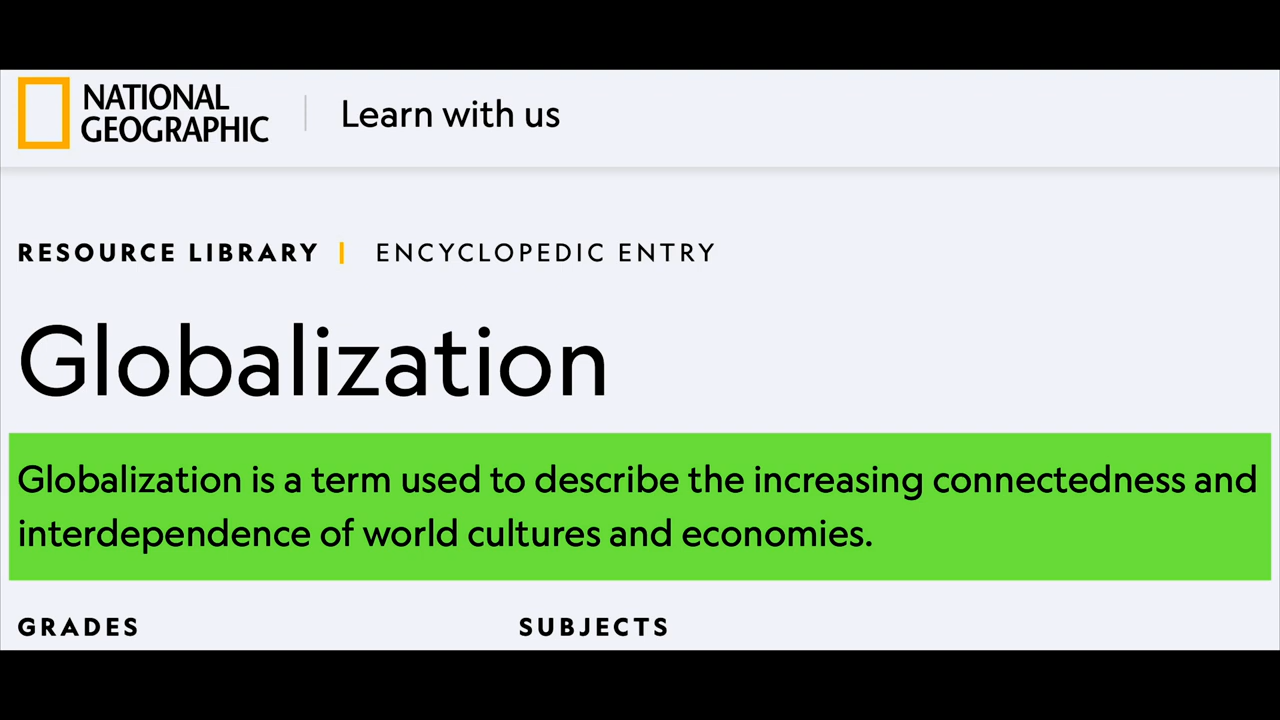 NATIONAL
GEOGRAPHIC
Learn with us
RESOURCE LIBRARY | ENCYCLOPEDIC ENTRY
Globalization
Globalization is a term used to describe the increasing connectedness and
interdependence of world cultures and economies.
GRADES
SUBJECTS